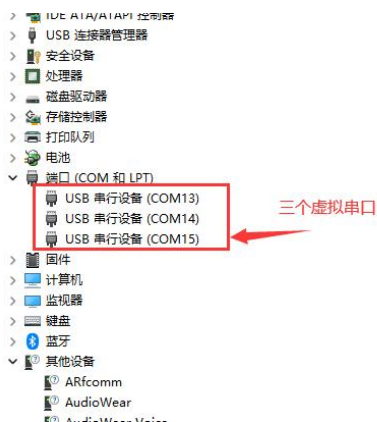 IDE ATA/ATAPI 控制器
USB 连接器管理器
安全设备
处理器
磁盘驱动器
存储控制器
打印队列
电池
端口 (COM 和 LPT)
USB 串行设备 (COM13)
USB 串行设备 (COM14)
三个虚拟串口
USB 串行设备 (COM15)
固件
计算机
监视器
键盘
蓝牙
其他设备
ARfcomm
AudioWear
AudioWear Voice